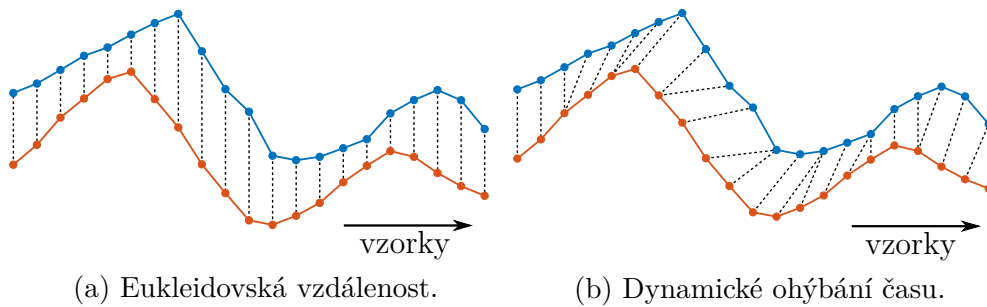 vzorky
vzorky
(a) Eukleidovská vzdálenost.
(b) Dynamické ohýbání času.